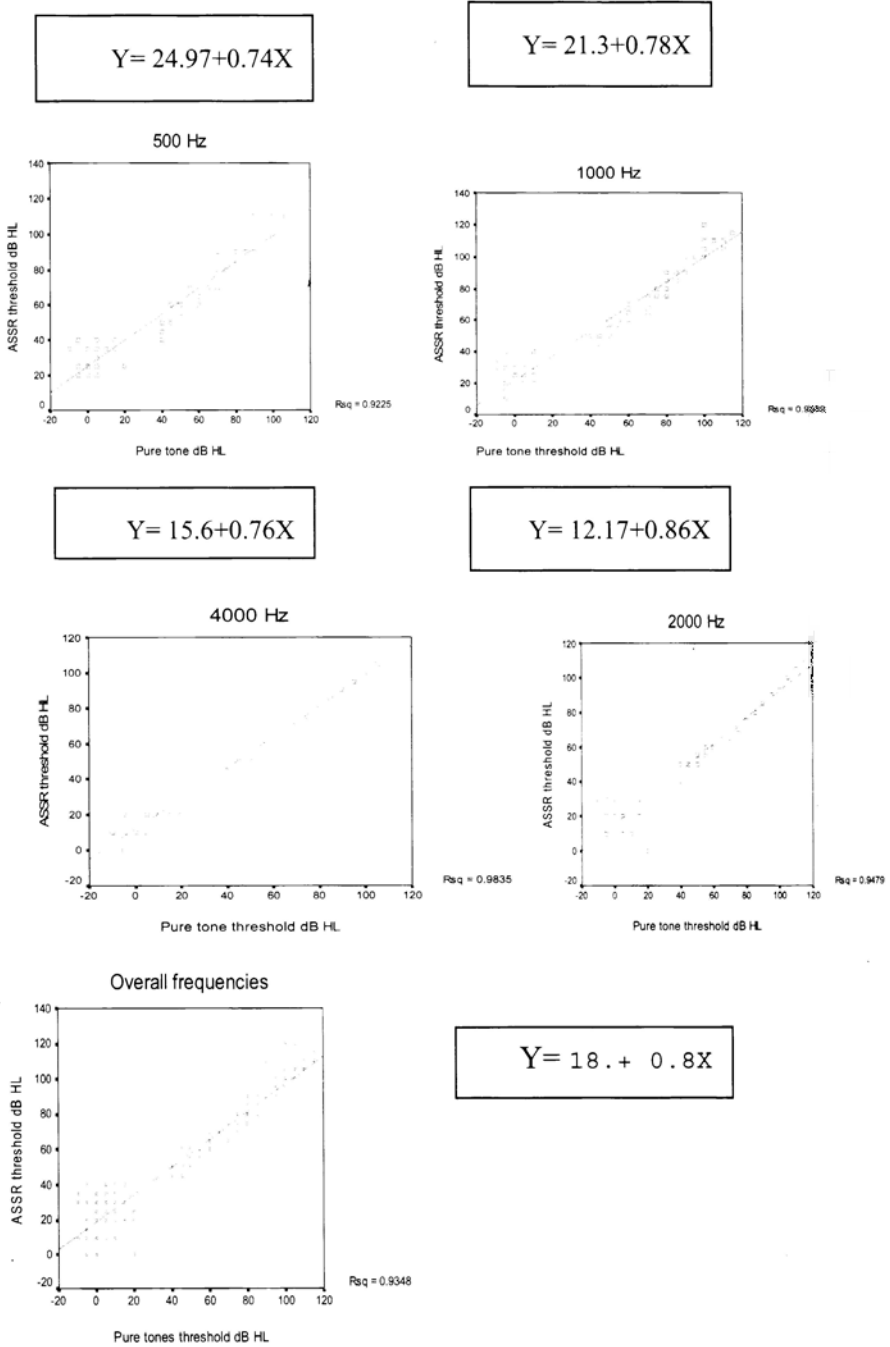 Y= 24.97+0.74X
Y= 21.3+0.78X
500 Hz
140
120
100
80
60
40
20
0
-20 0 20 40 60 80 100 120
ASSR threshold dB HL
Pure tone dB HL
Rsq = 0.9225
1000 Hz
140
120
100
80
60
40
20
0
-20 0 20 40 60 80 100 120
ASSR threshold dB HL
Pure tone threshold dB HL
Rsq =
Y= 15.6+0.76X
Y= 12.17+0.86X
4000 Hz
120
100
80
60
40
20
0
-20
-20 0 20 40 60 80 100 120
ASSR threshold dB HL
Pure tone threshold dB HL
Rsq = 0.9835
2000 Hz
120
100
80
60
40
20
0
-20
-20 0 20 40 60 80 100 120
ASSR threshold dB HL
Pure tone threshold dB HL
Rsq = 0.9479
Overall frequencies
140
120
100
80
60
40
20
0
-20
-20 0 20 40 60 80 100 120
ASSR threshold dB HL
Pure tones threshold dB HL
Rsq = 0.9348
Y= 18.+ 0.8X